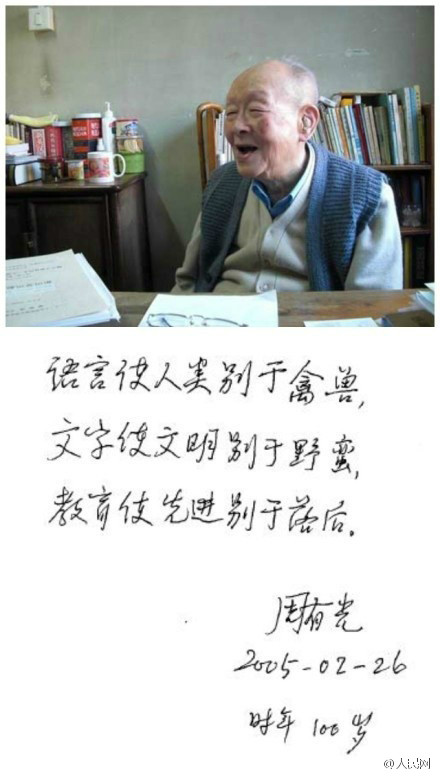 语言使人类别于禽兽,
文字使文明别于野蛮,
教育使先进别于落后。
周有光
2005-02-26
时年100岁
@人民网